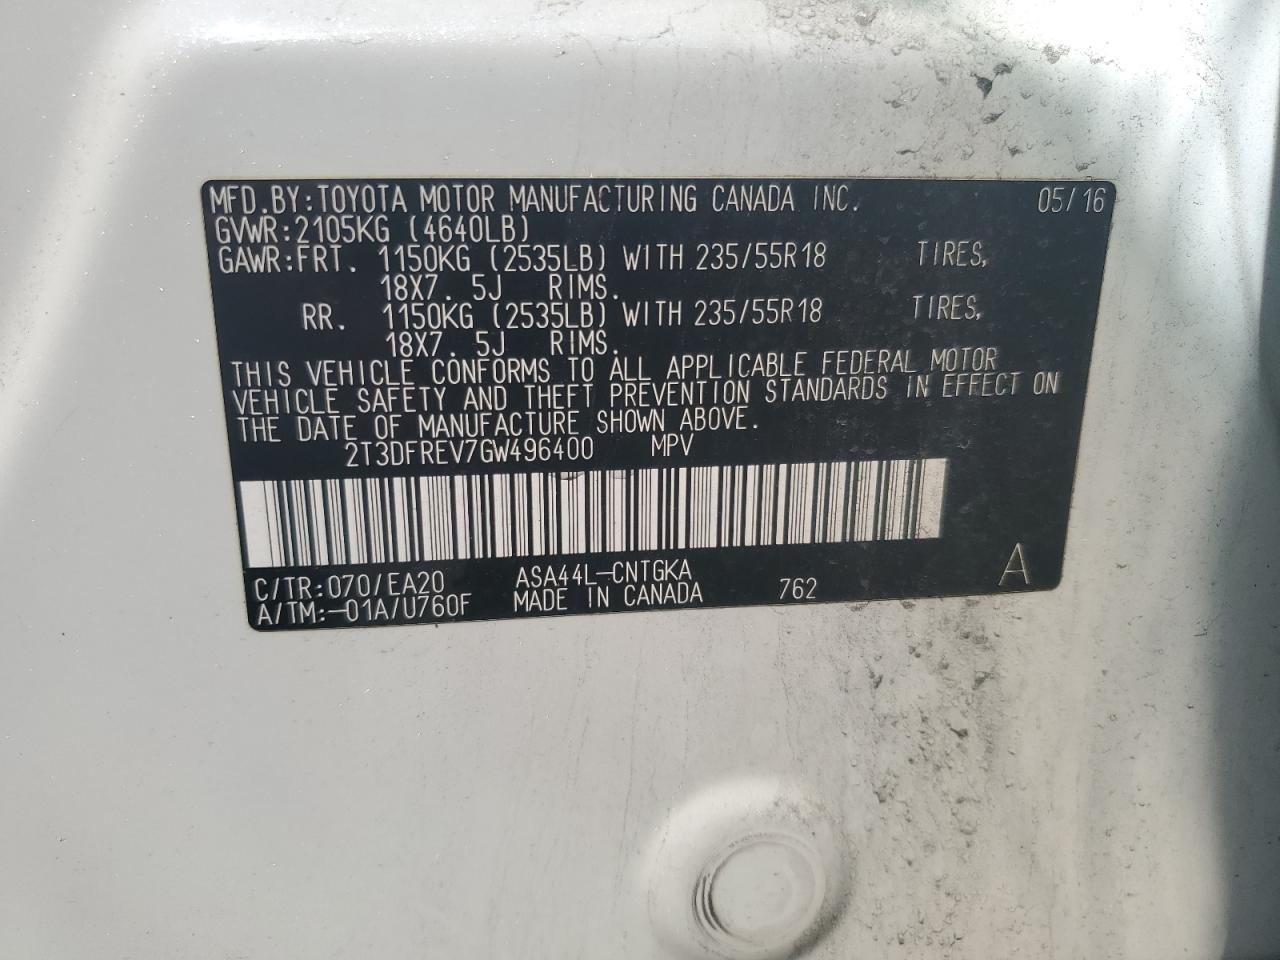 MFD.BY:TOYOTA MOTOR MANUFACTURING CANADA INC. 05/16
GVWR:2105KG (4640LB)
GAWR:FRT. 1150KG (2535LB) WITH 235/55R18 TIRES,
18X7.5J RIMS.
RR. 1150KG (2535LB) WITH 235/55R18 TIRES,
18X7.5J RIMS.
THIS VEHICLE CONFORMS TO ALL APPLICABLE FEDERAL MOTOR
VEHICLE SAFETY AND THEFT PREVENTION STANDARDS IN EFFECT ON
THE DATE OF MANUFACTURE SHOWN ABOVE.
2T3DFREV7GW496400 MPV
C/TR:070/EA20 ASA44L-CNTGKA A
A/TM:-01A/U760F MADE IN CANADA 762